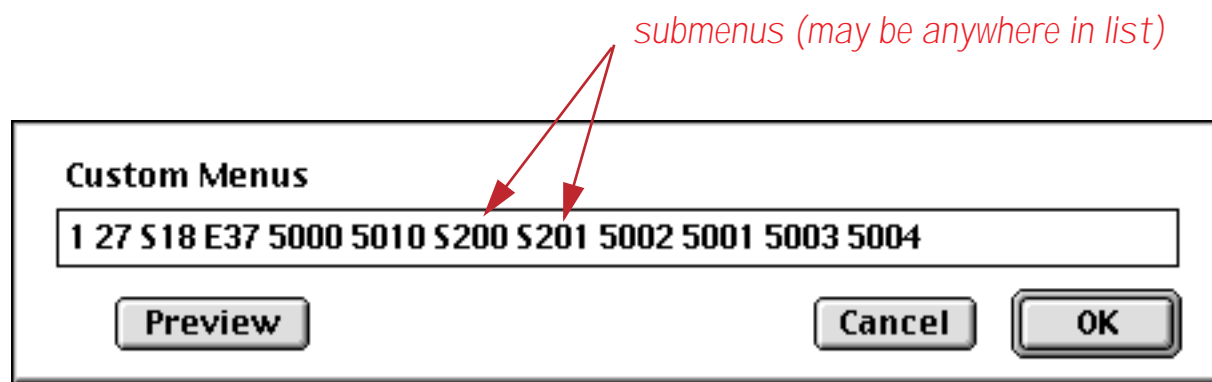 submenus (may be anywhere in list)
Custom Menus
1 27 S18 E37 5000 5010 S200 S201 5002 5001 5003 5004
Preview Cancel OK